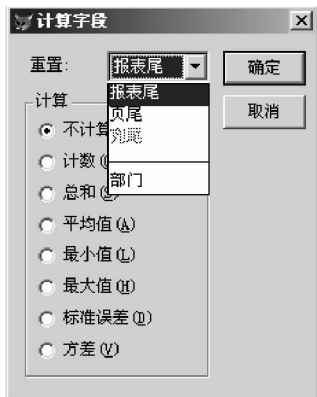 计算字段
重置: 报表尾 确定
报表尾
页尾
列尾
部门
取消
计算
不计算
计数(
总和(
平均值(A)
最小值(L)
最大值(H)
标准误差(D)
方差(V)